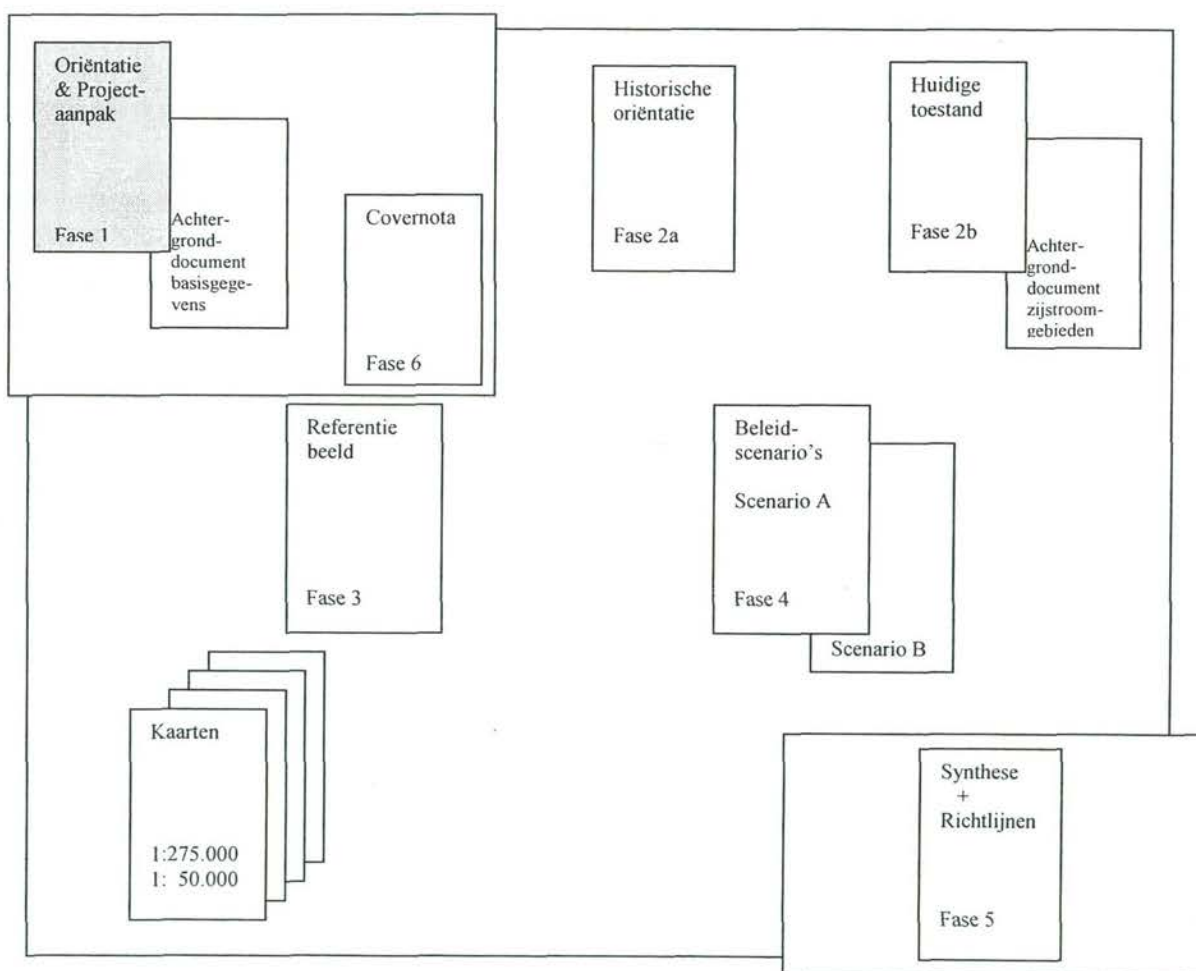 Oriëntatie
& Project-
aanpak
Fase 1
Achter-
grond-
document
basisgege-
vens
Covernota
Fase 6
Historische
oriëntatie
Fase 2a
Huidige
toestand
Fase 2b
Achter-
grond-
document
zijstroom-
gebieden
Referentie
beeld
Fase 3
Beleid-
scenario's
Scenario A
Fase 4
Scenario B
Kaarten
1:275.000
1: 50.000
Synthese
+
Richtlijnen
Fase 5